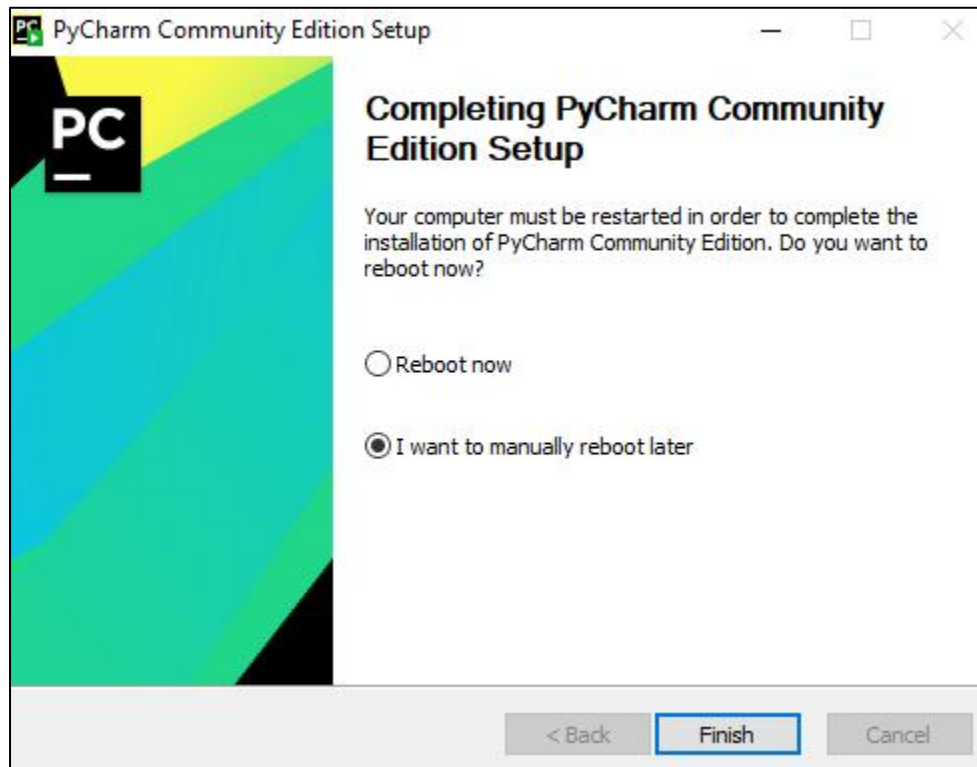 PC PyCharm Community Edition Setup
PC
Completing PyCharm Community
Edition Setup
Your computer must be restarted in order to complete the
installation of PyCharm Community Edition. Do you want to
reboot now?
Reboot now
I want to manually reboot later
< Back Finish Cancel